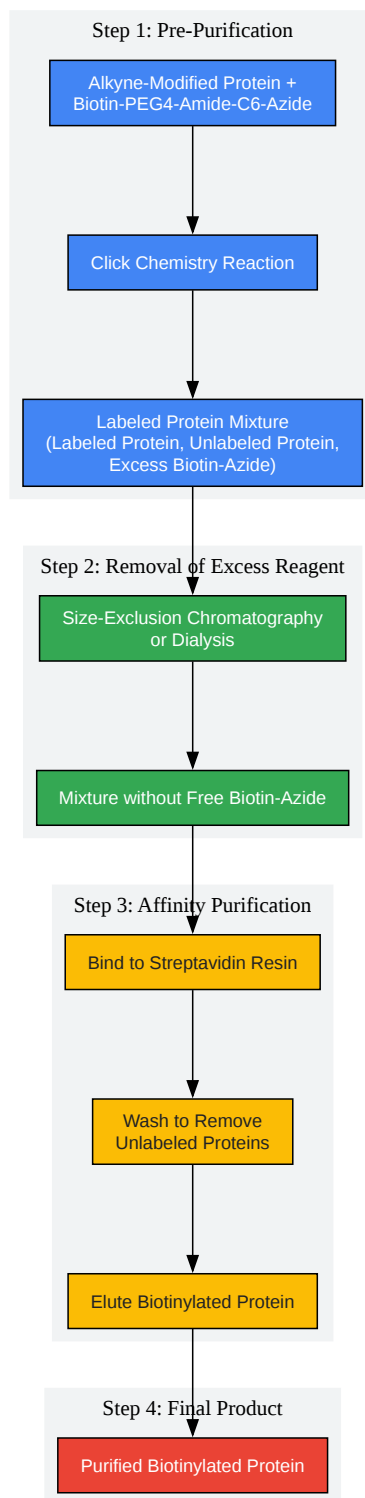 Step 1: Pre-Purification
Alkyne-Modified Protein +
Biotin-PEG4-Amide-C6-Azide
Click Chemistry Reaction
Labeled Protein Mixture
(Labeled Protein, Unlabeled Protein,
Excess Biotin-Azide)
Step 2: Removal of Excess Reagent
Size-Exclusion Chromatography
or Dialysis
Mixture without Free Biotin-Azide
Step 3: Affinity Purification
Bind to Streptavidin Resin
Wash to Remove
Unlabeled Proteins
Elute Biotinylated Protein
Step 4: Final Product
Purified Biotinylated Protein